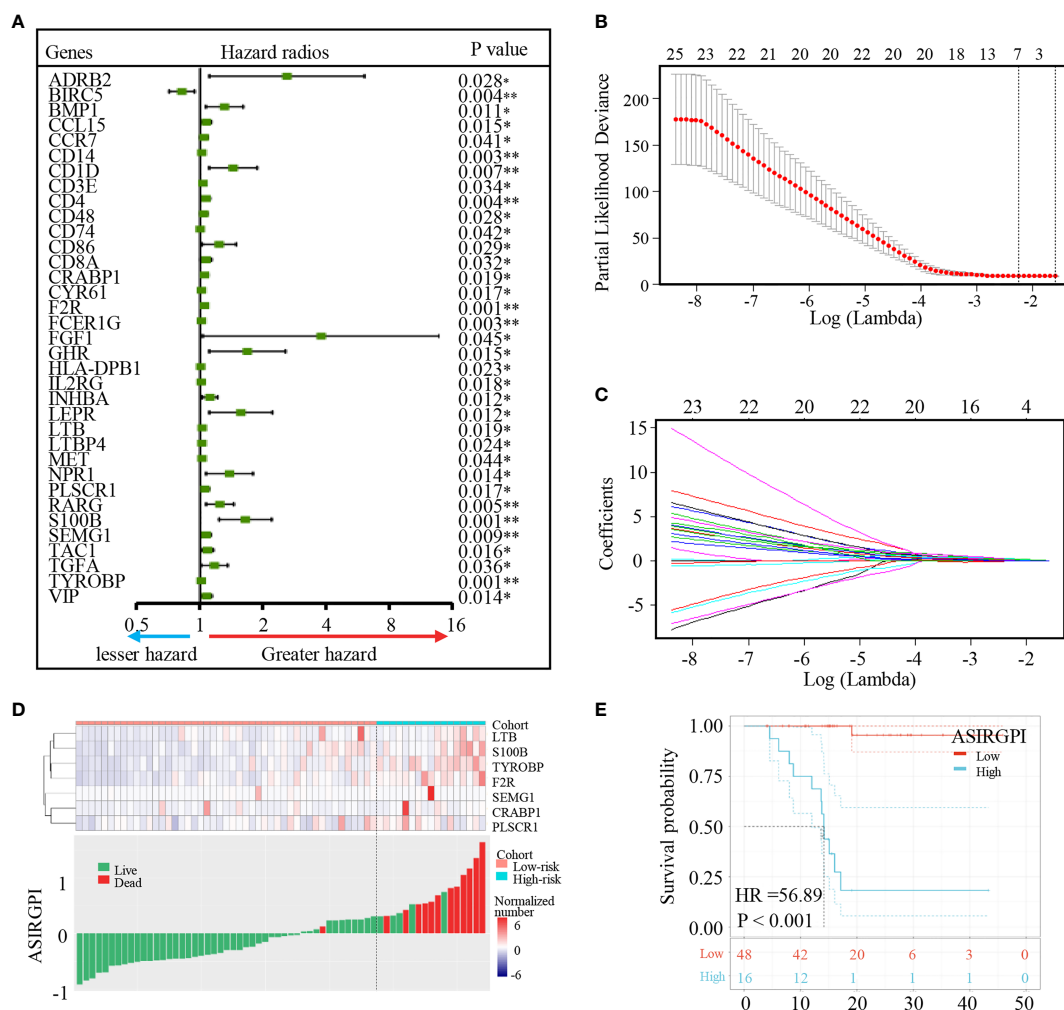 A
Genes Hazard radios P value
ADRB2 0.028*
BIRC5 0.004**
BMP1 0.011*
CCL15 0.015*
CCR7 0.041*
CD14 0.003**
CD1D 0.007**
CD3E 0.034*
CD4 0.004**
CD48 0.028*
CD74 0.042*
CD86 0.029*
CD8A 0.032*
CRABP1 0.019*
CYR61 0.017*
F2R 0.001**
FCER1G 0.003**
FGF1 0.045*
GHR 0.015*
HLA-DPB1 0.023*
IL2RG 0.018*
INHBA 0.012*
LEPR 0.012*
LTB 0.019*
LTBP4 0.024*
MET 0.044*
NPR1 0.014*
PLSCR1 0.017*
RARG 0.005**
S100B 0.001**
SEMG1 0.009**
TAC1 0.016*
TGFA 0.036*
TYROBP 0.001**
VIP 0.014*
0.5 1 2 4 8 16
lesser hazard Greater hazard
B
25 23 22 21 20 20 22 20 20 18 13 7 3
Partial Likelihood Deviance
200
150
100
50
0
-8 -7 -6 -5 -4 -3 -2
Log (Lambda)
C
23 22 20 22 20 16 4
Coefficients
15
10
5
0
-5
-8 -7 -6 -5 -4 -3 -2
Log (Lambda)
D
Cohort
LTB
S100B
TYROBP
F2R
SEMG1
CRABP1
PLSCR1
ASIRGPI
1
0
-1
Live
Dead
Cohort
Low-risk
High-risk
Normalized
number
6
0
-6
E
Survival probability
1.00
0.75
0.50
0.25
0.00
ASIRGPI
Low
High
HR =56.89
P < 0.001
Low 48 42 20 6 3 0
High 16 12 1 1 1 0
0 10 20 30 40 50